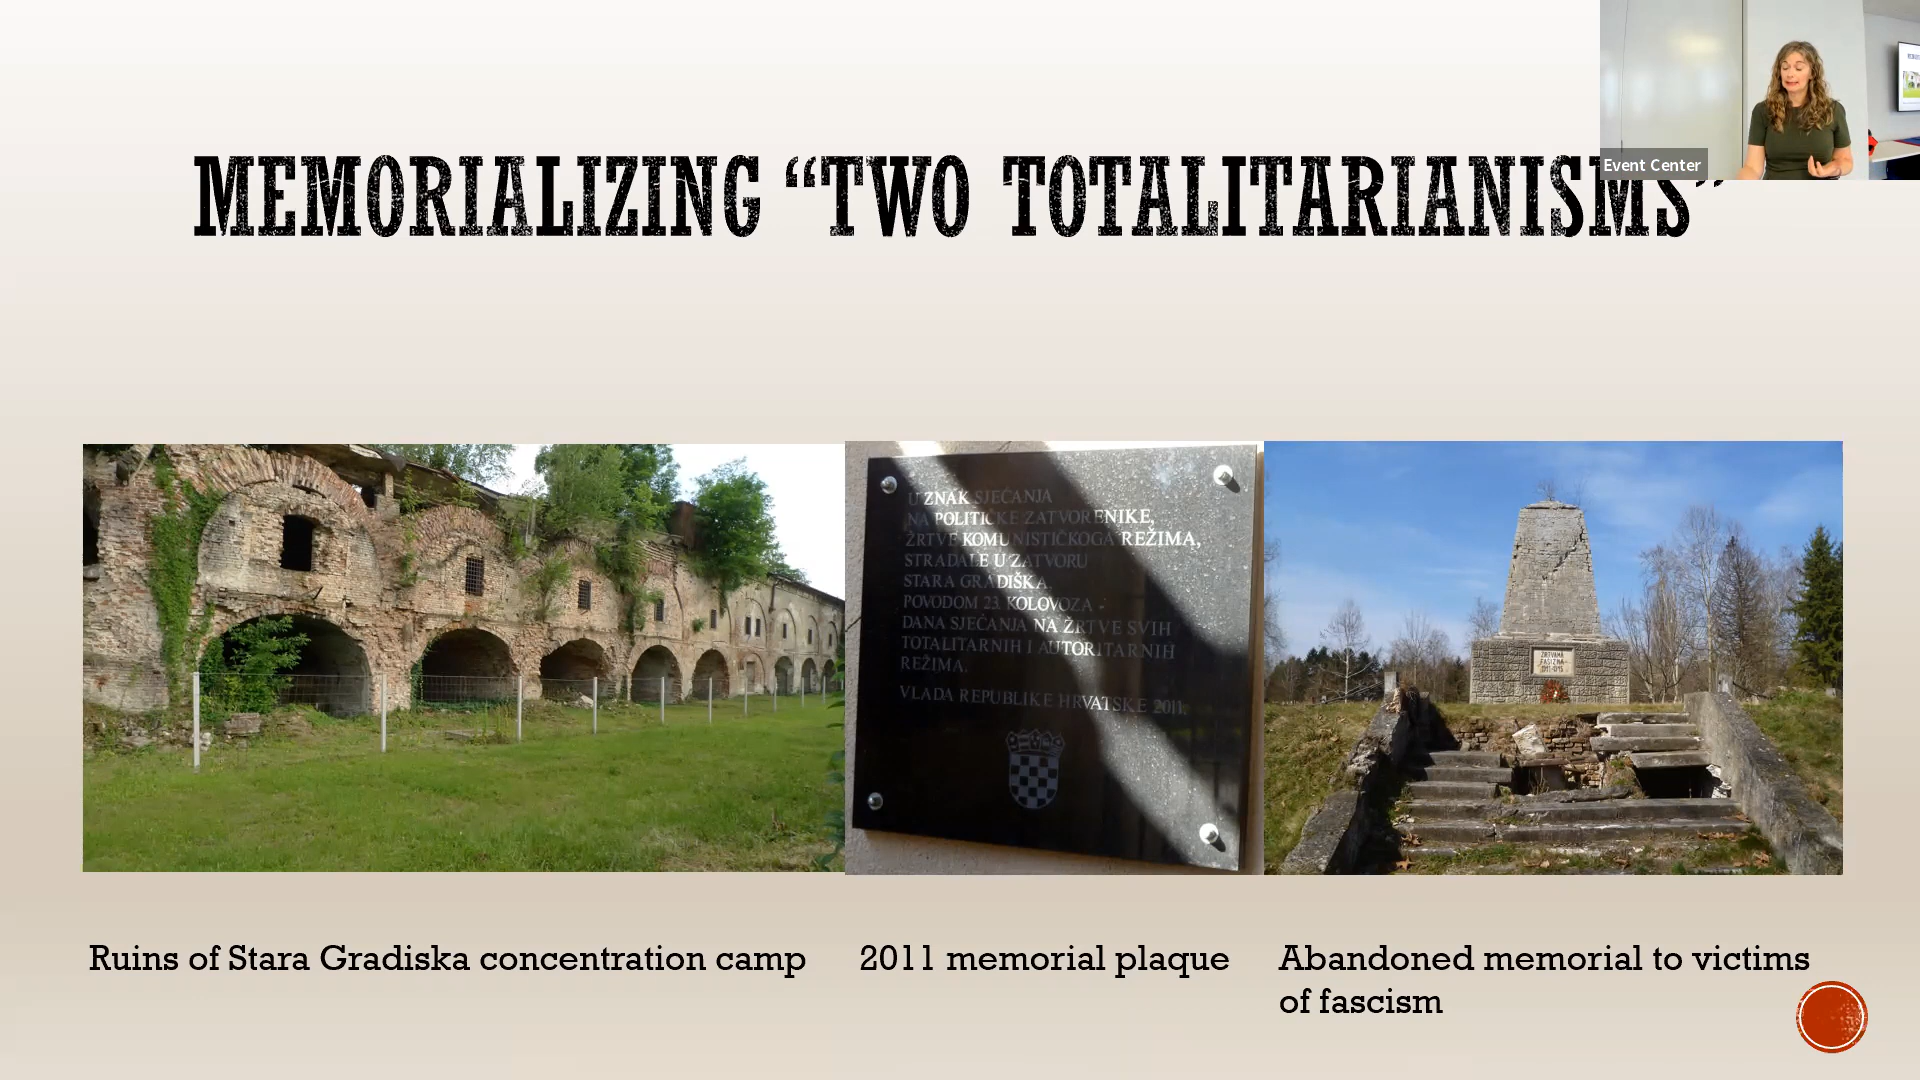 Event Center
MEMORIALIZING “TWO TOTALITARIANISMS”
U ZNAK SJEĆANJA
NA POLITIČKE ZATVORENIKE,
ŽRTVE KOMUNISTIČKOGA REŽIMA,
STRADALE U ZATVORU
STARA GRADIŠKA.
POVODOM 23. KOLOVOZA -
DANA SJEĆANJA NA ŽRTVE SVIH
TOTALITARNIH I AUTORITARNIH
REŽIMA.
VLADA REPUBLIKE HRVATSKE 2011.
ŽRTVAMA
FAŠIZMA
Ruins of Stara Gradiska concentration camp
2011 memorial plaque
Abandoned memorial to victims
of fascism